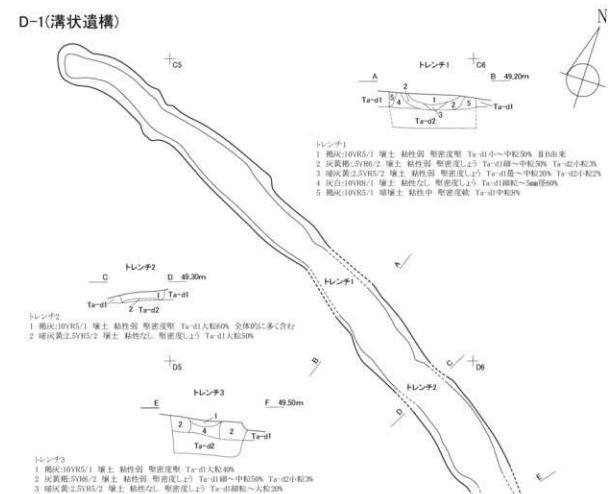 D-1(溝状遺構)
N
C5
トレンチ1
C6
A
B 49.20m
2
5
4
1
2
5
3
Ta-d1
Ta-d1
Ta-d2
トレンチ1
1 褐灰:10YR5/1 壌土 粘性弱 堅密度堅 Ta-d1小～中粒50% ⅡB由来
2 灰黄褐:5YR6/2 壌土 粘性弱 堅密度しょう Ta-d1細～中粒50% Ta-d2小粒3%
3 暗灰黄:2.5YR5/2 壌土 粘性弱 堅密度しょう Ta-d1 ～中粒20% Ta-d2小粒2%
4 灰白:10YR8/1 壌土 粘性なし 堅密度しょう Ta-d1細粒～5mm径60%
5 褐灰:10YR5/1 壌土 粘性中 堅密度軟 Ta-d1中粒8%
トレンチ2
C
D 49.30m
Ta-d1
1
Ta-d1
2
Ta-d2
トレンチ2
1 褐灰:10YR5/1 壌土 粘性弱 堅密度堅 Ta-d1大粒60% 全体的に多く含む
2 暗灰黄:2.5YR5/2 壌土 粘性なし 堅密度しょう Ta-d1大粒50%
A
トレンチ1
B
D5
C
D6
トレンチ2
D
E
トレンチ3
E
F 49.50m
1
2
4
2
Ta-d1
Ta-d2
トレンチ3
1 褐灰:10YR5/1 壌土 粘性弱 堅密度堅 Ta-d1大粒40%
2 灰黄褐:5YR6/2 壌土 粘性弱 堅密度しょう Ta-d1細～中粒50% Ta-d2小粒3%
3 暗灰黄:2.5YR5/2 壌土 粘性なし 堅密度しょう Ta-d1細粒～大粒20%